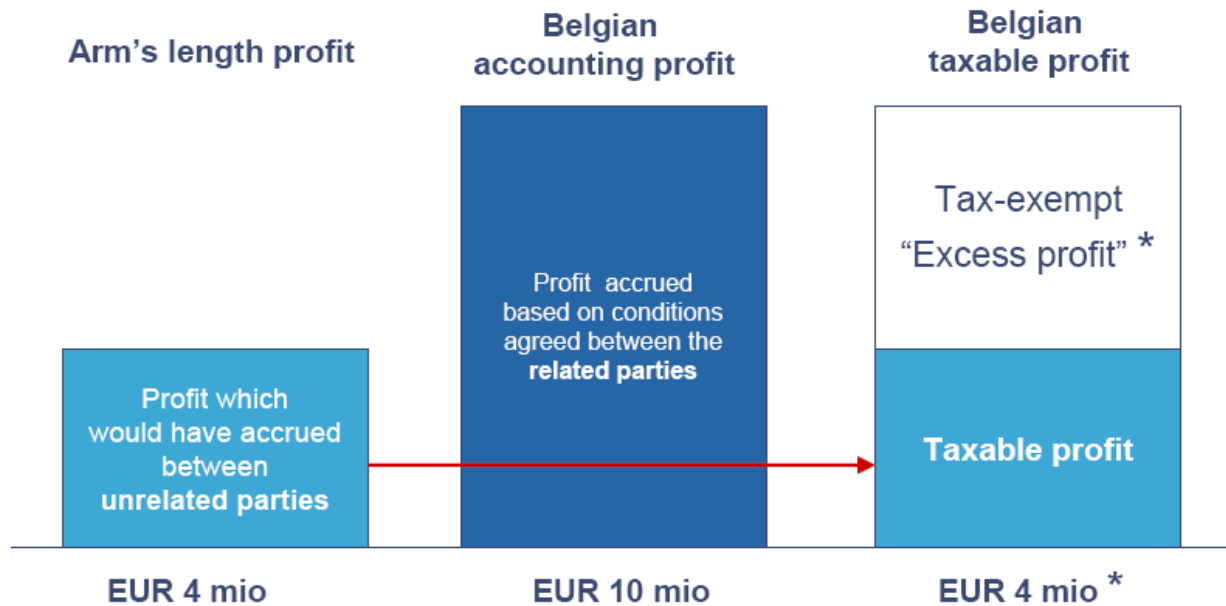 Arm's length profit
Belgian
accounting profit
Belgian
taxable profit
Profit which
would have accrued
between
unrelated parties
Profit accrued
based on conditions
agreed between the
related parties
Tax-exempt
“Excess profit” *
Taxable profit
EUR 4 mio
EUR 10 mio
EUR 4 mio *